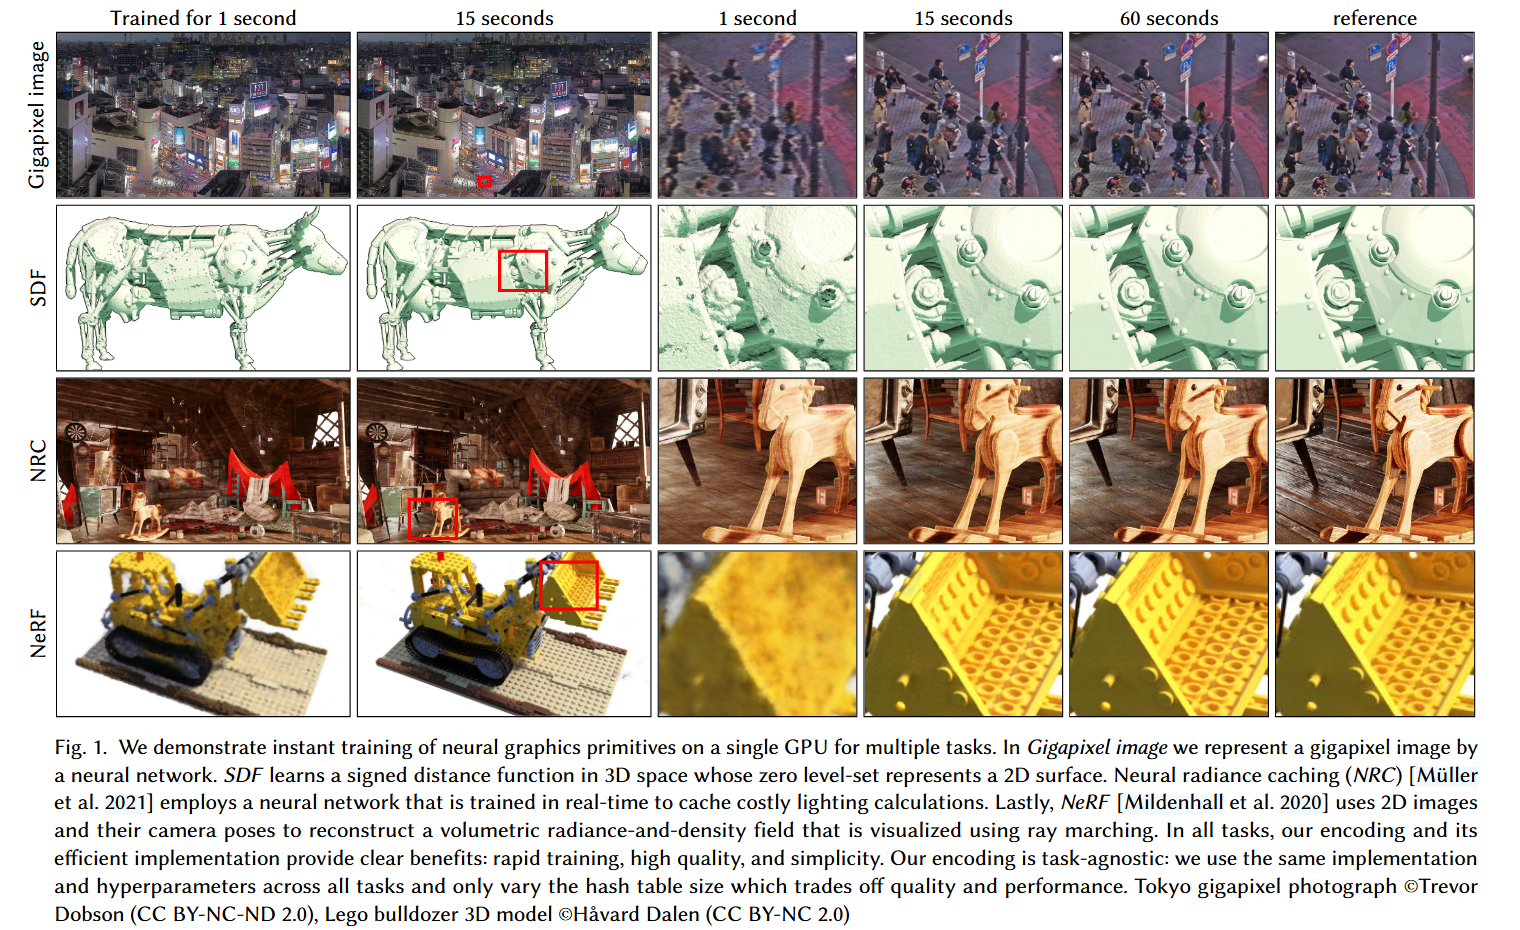 Trained for 1 second 15 seconds 1 second 15 seconds 60 seconds reference
Gigapixel image
SDF
NRC
NeRF
Fig. 1. We demonstrate instant training of neural graphics primitives on a single GPU for multiple tasks. In Gigapixel image we represent a gigapixel image by
a neural network. SDF learns a signed distance function in 3D space whose zero level-set represents a 2D surface. Neural radiance caching (NRC) [Müller
et al. 2021] employs a neural network that is trained in real-time to cache costly lighting calculations. Lastly, NeRF [Mildenhall et al. 2020] uses 2D images
and their camera poses to reconstruct a volumetric radiance-and-density field that is visualized using ray marching. In all tasks, our encoding and its
efficient implementation provide clear benefits: rapid training, high quality, and simplicity. Our encoding is task-agnostic: we use the same implementation
and hyperparameters across all tasks and only vary the hash table size which trades off quality and performance. Tokyo gigapixel photograph ©Trevor
Dobson (CC BY-NC-ND 2.0), Lego bulldozer 3D model ©Håvard Dalen (CC BY-NC 2.0)